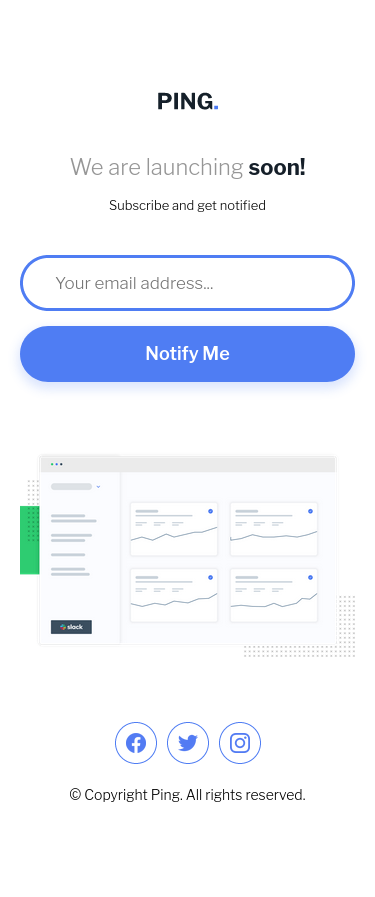 PING.
We are launching soon!
Subscribe and get notified
Your email address...
Notify Me
slack
© Copyright Ping. All rights reserved.